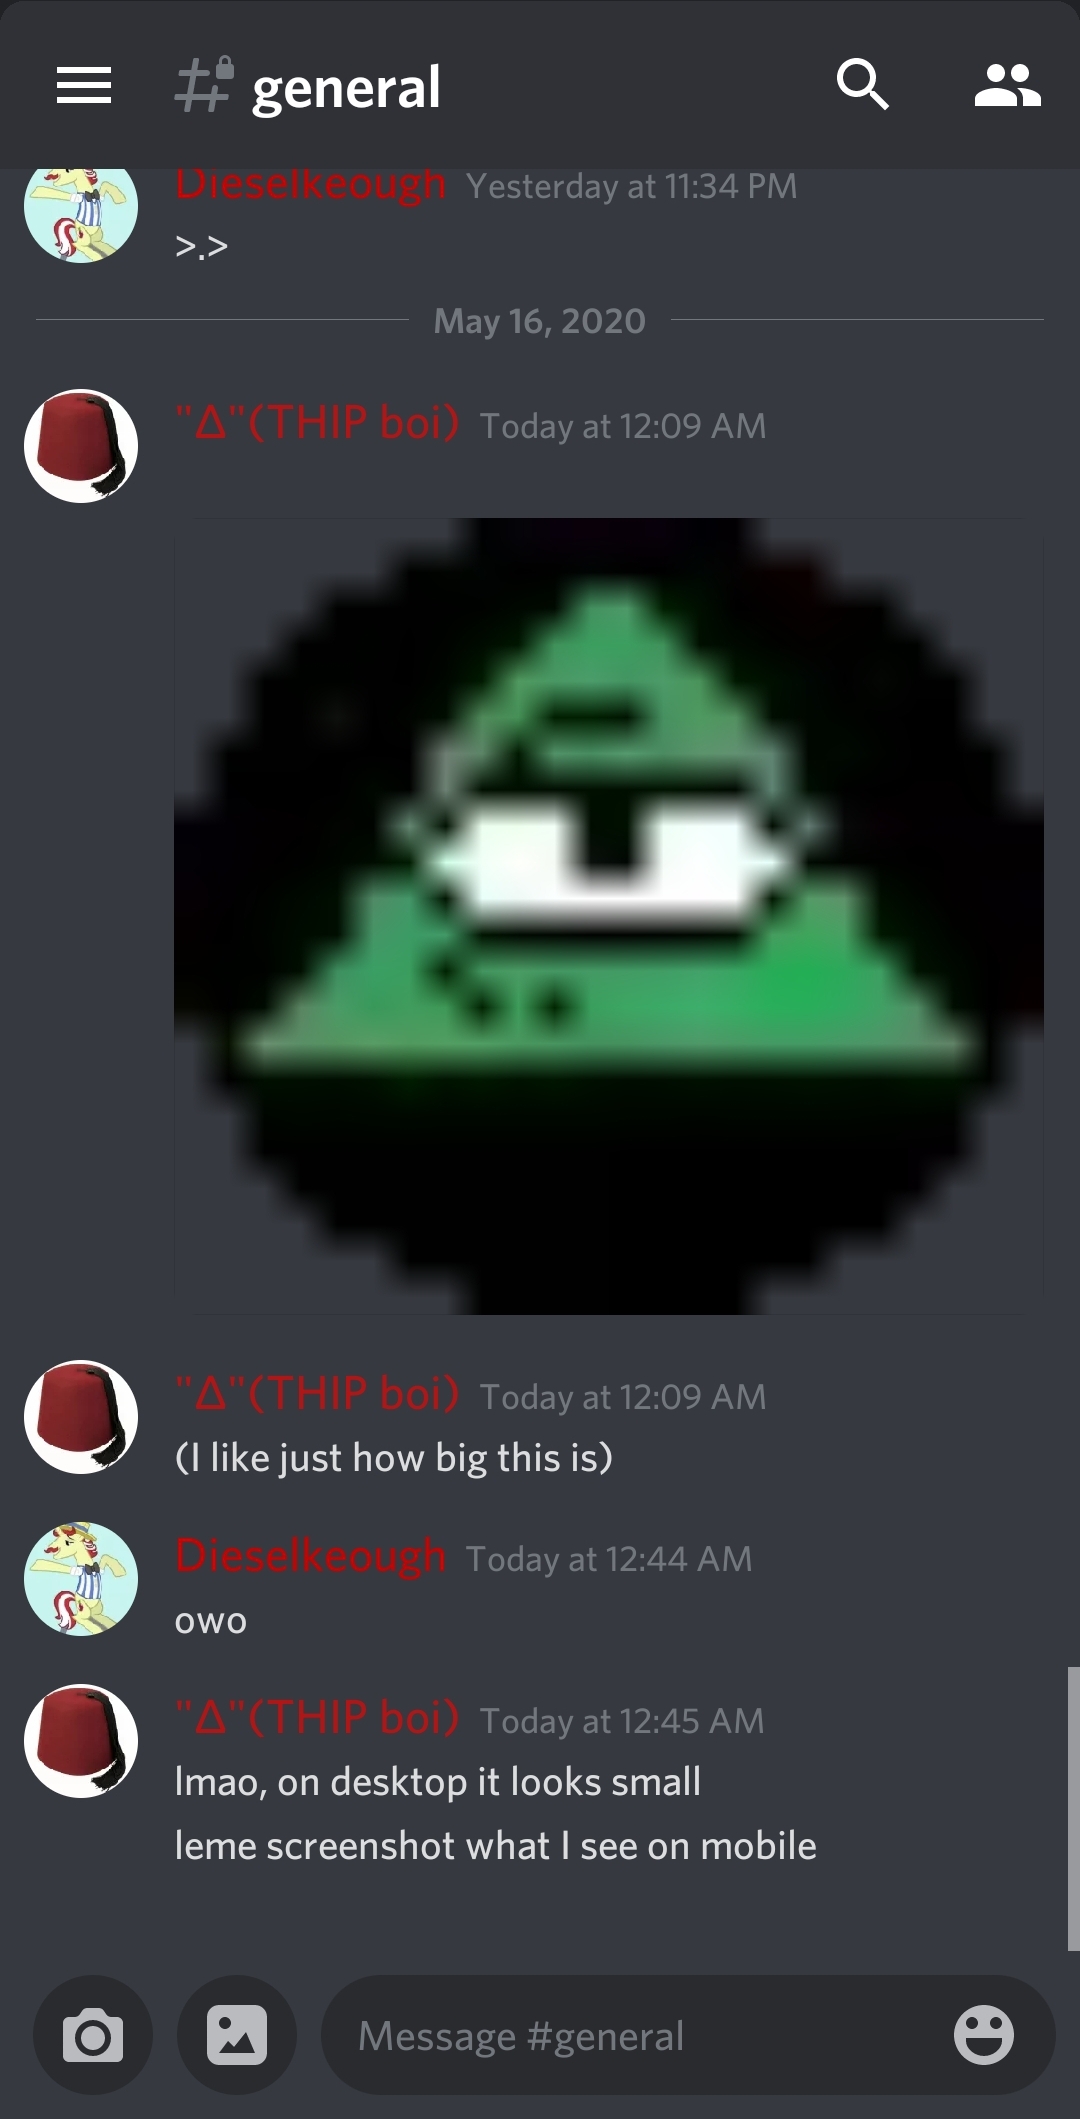 general
Dieselkeough Yesterday at 11:34 PM
>.>
May 16, 2020
"Δ"(THIP boi) Today at 12:09 AM
"Δ"(THIP boi) Today at 12:09 AM
(I like just how big this is)
Dieselkeough Today at 12:44 AM
owo
"Δ"(THIP boi) Today at 12:45 AM
lmao, on desktop it looks small
leme screenshot what I see on mobile
Message #general